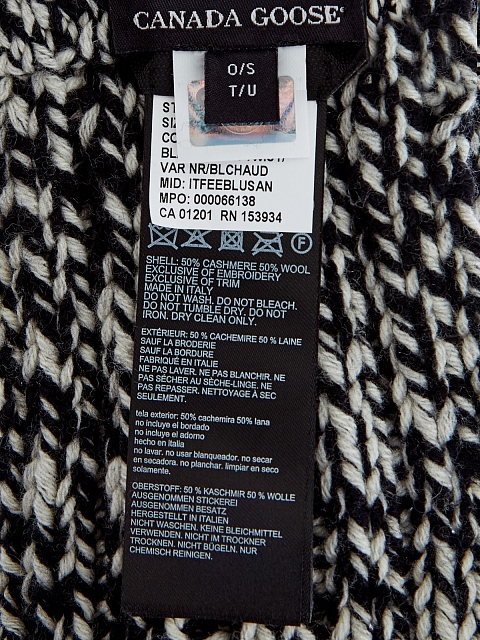 CANADA GOOSE
O/S
T/U
VAR NR/BLCHAUD
MID: ITFEEBLUSAN
MPO: 000066138
CA 01201 RN 153934
F
SHELL: 50% CASHMERE 50% WOOL
EXCLUSIVE OF EMBROIDERY
EXCLUSIVE OF TRIM
MADE IN ITALY
DO NOT WASH. DO NOT BLEACH.
DO NOT TUMBLE DRY. DO NOT
IRON. DRY CLEAN ONLY.
EXTÉRIEUR: 50 % CACHEMIRE 50 % LAINE
SAUF LA BRODERIE
SAUF LA BORDURE
FABRIQUÉ EN ITALIE
NE PAS LAVER. NE PAS BLANCHIR. NE
PAS SÉCHER AU SÈCHE-LINGE. NE
PAS REPASSER. NETTOYAGE À SEC
SEULEMENT.
tela exterior: 50% cachemira 50% lana
no incluye el bordado
no incluye el adorno
hecho en italia
no lavar. no usar blanqueador. no secar
en secadora. no planchar. limpiar en seco
solamente.
OBERSTOFF: 50 % KASCHMIR 50 % WOLLE
AUSGENOMMEN STICKEREI
AUSGENOMMEN BESATZ
HERGESTELLT IN ITALIEN
NICHT WASCHEN. KEINE BLEICHMITTEL
VERWENDEN. NICHT IM TROCKNER
TROCKNEN. NICHT BÜGELN. NUR
CHEMISCH REINIGEN.